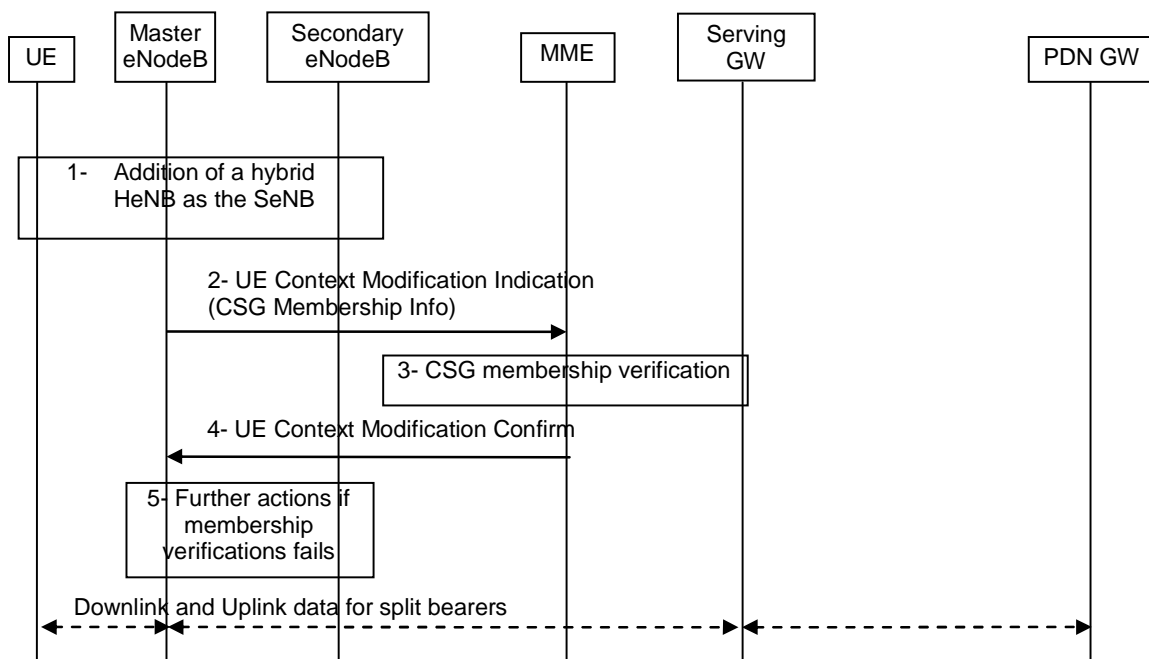 UE
Master
eNodeB
Secondary
eNodeB
MME
Serving
GW
PDN GW
1- Addition of a hybrid
HeNB as the SeNB
2- UE Context Modification Indication
(CSG Membership Info)
3- CSG membership verification
4- UE Context Modification Confirm
5- Further actions if
membership
verifications fails
Downlink and Uplink data for split bearers